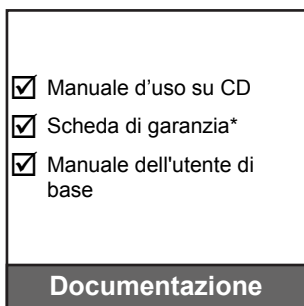 ☑ Manuale d’uso su CD
☑ Scheda di garanzia*
☑ Manuale dell'utente di
base
Documentazione